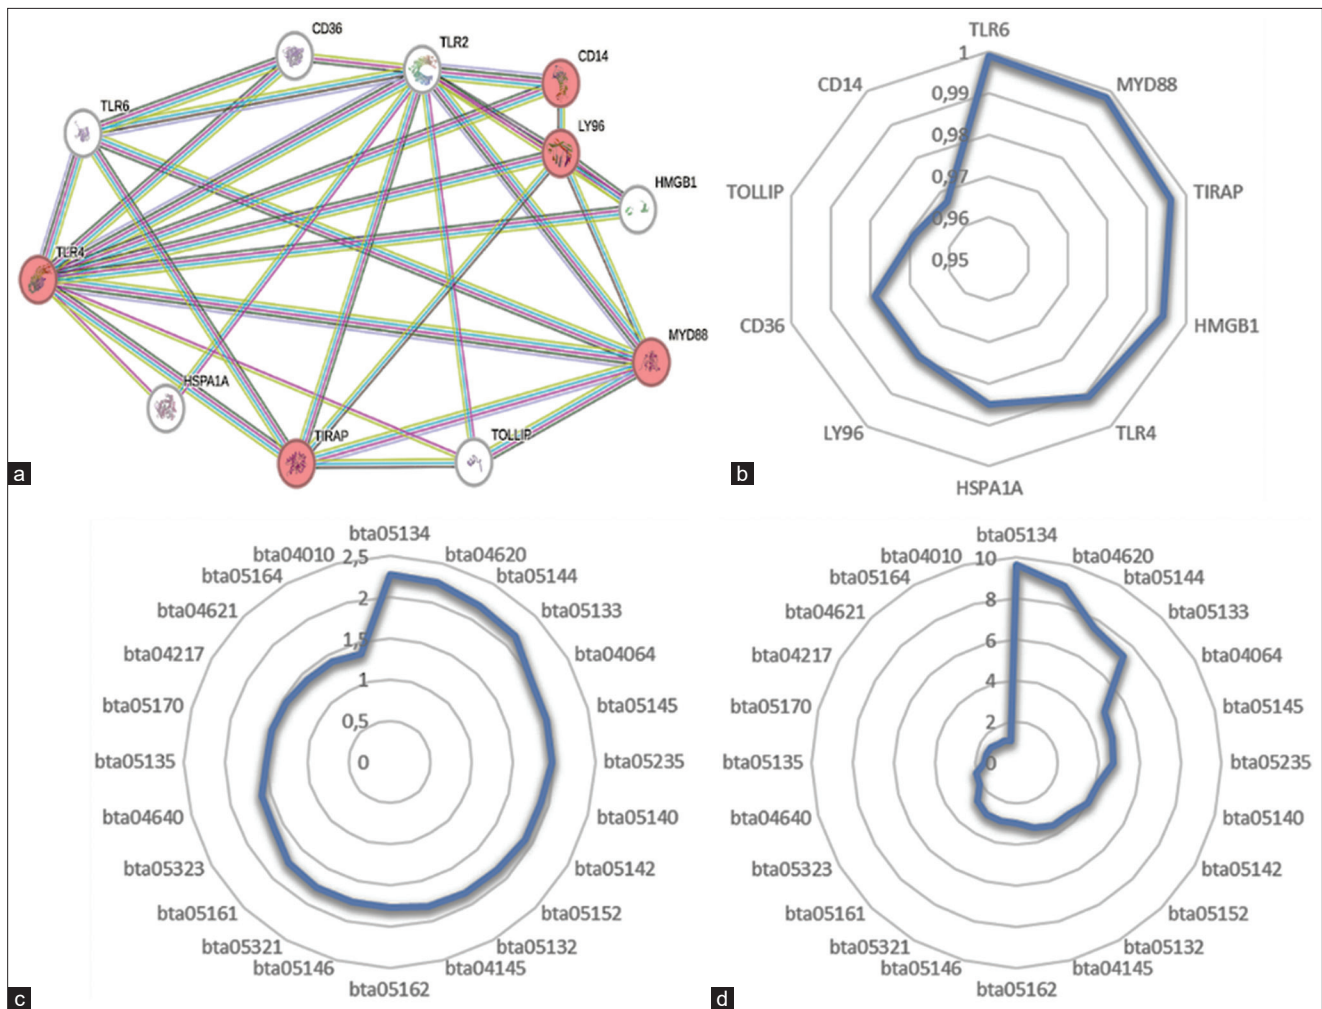 CD36
TLR2
CD14
TLR6
LY96
HMGB1
TLR4
MYD88
HSPA1A
TIRAP
TOLLIP
a
TLR6
1
CD14
MYD88
0,99
0,98
TOLLIP
0,97
TIRAP
0,96
0,95
CD36
HMGB1
LY96
TLR4
HSPA1A
b
bta05134
bta04010
2,5
bta04620
bta05164
bta05144
bta04621
2
bta05133
bta04217
1,5
bta04064
bta05170
1
bta05145
0,5
bta05135
0
bta05235
bta04640
bta05140
bta05323
bta05142
bta05161
bta05152
bta05321
bta05132
bta05146
bta04145
bta05162
c
bta05134
bta04010
10
bta04620
bta05164
bta05144
bta04621
8
bta05133
bta04217
6
bta04064
bta05170
4
bta05145
2
bta05135
0
bta05235
bta04640
bta05140
bta05323
bta05142
bta05161
bta05152
bta05321
bta05132
bta05146
bta04145
bta05162
d